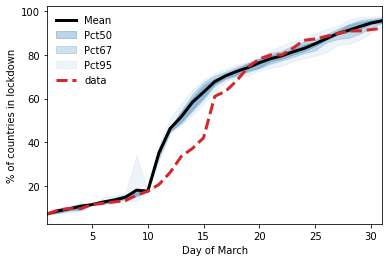 100
80
60
40
20
% of countries in lockdown
Mean
Pct50
Pct67
Pct95
data
5
10
15
20
25
30
Day of March